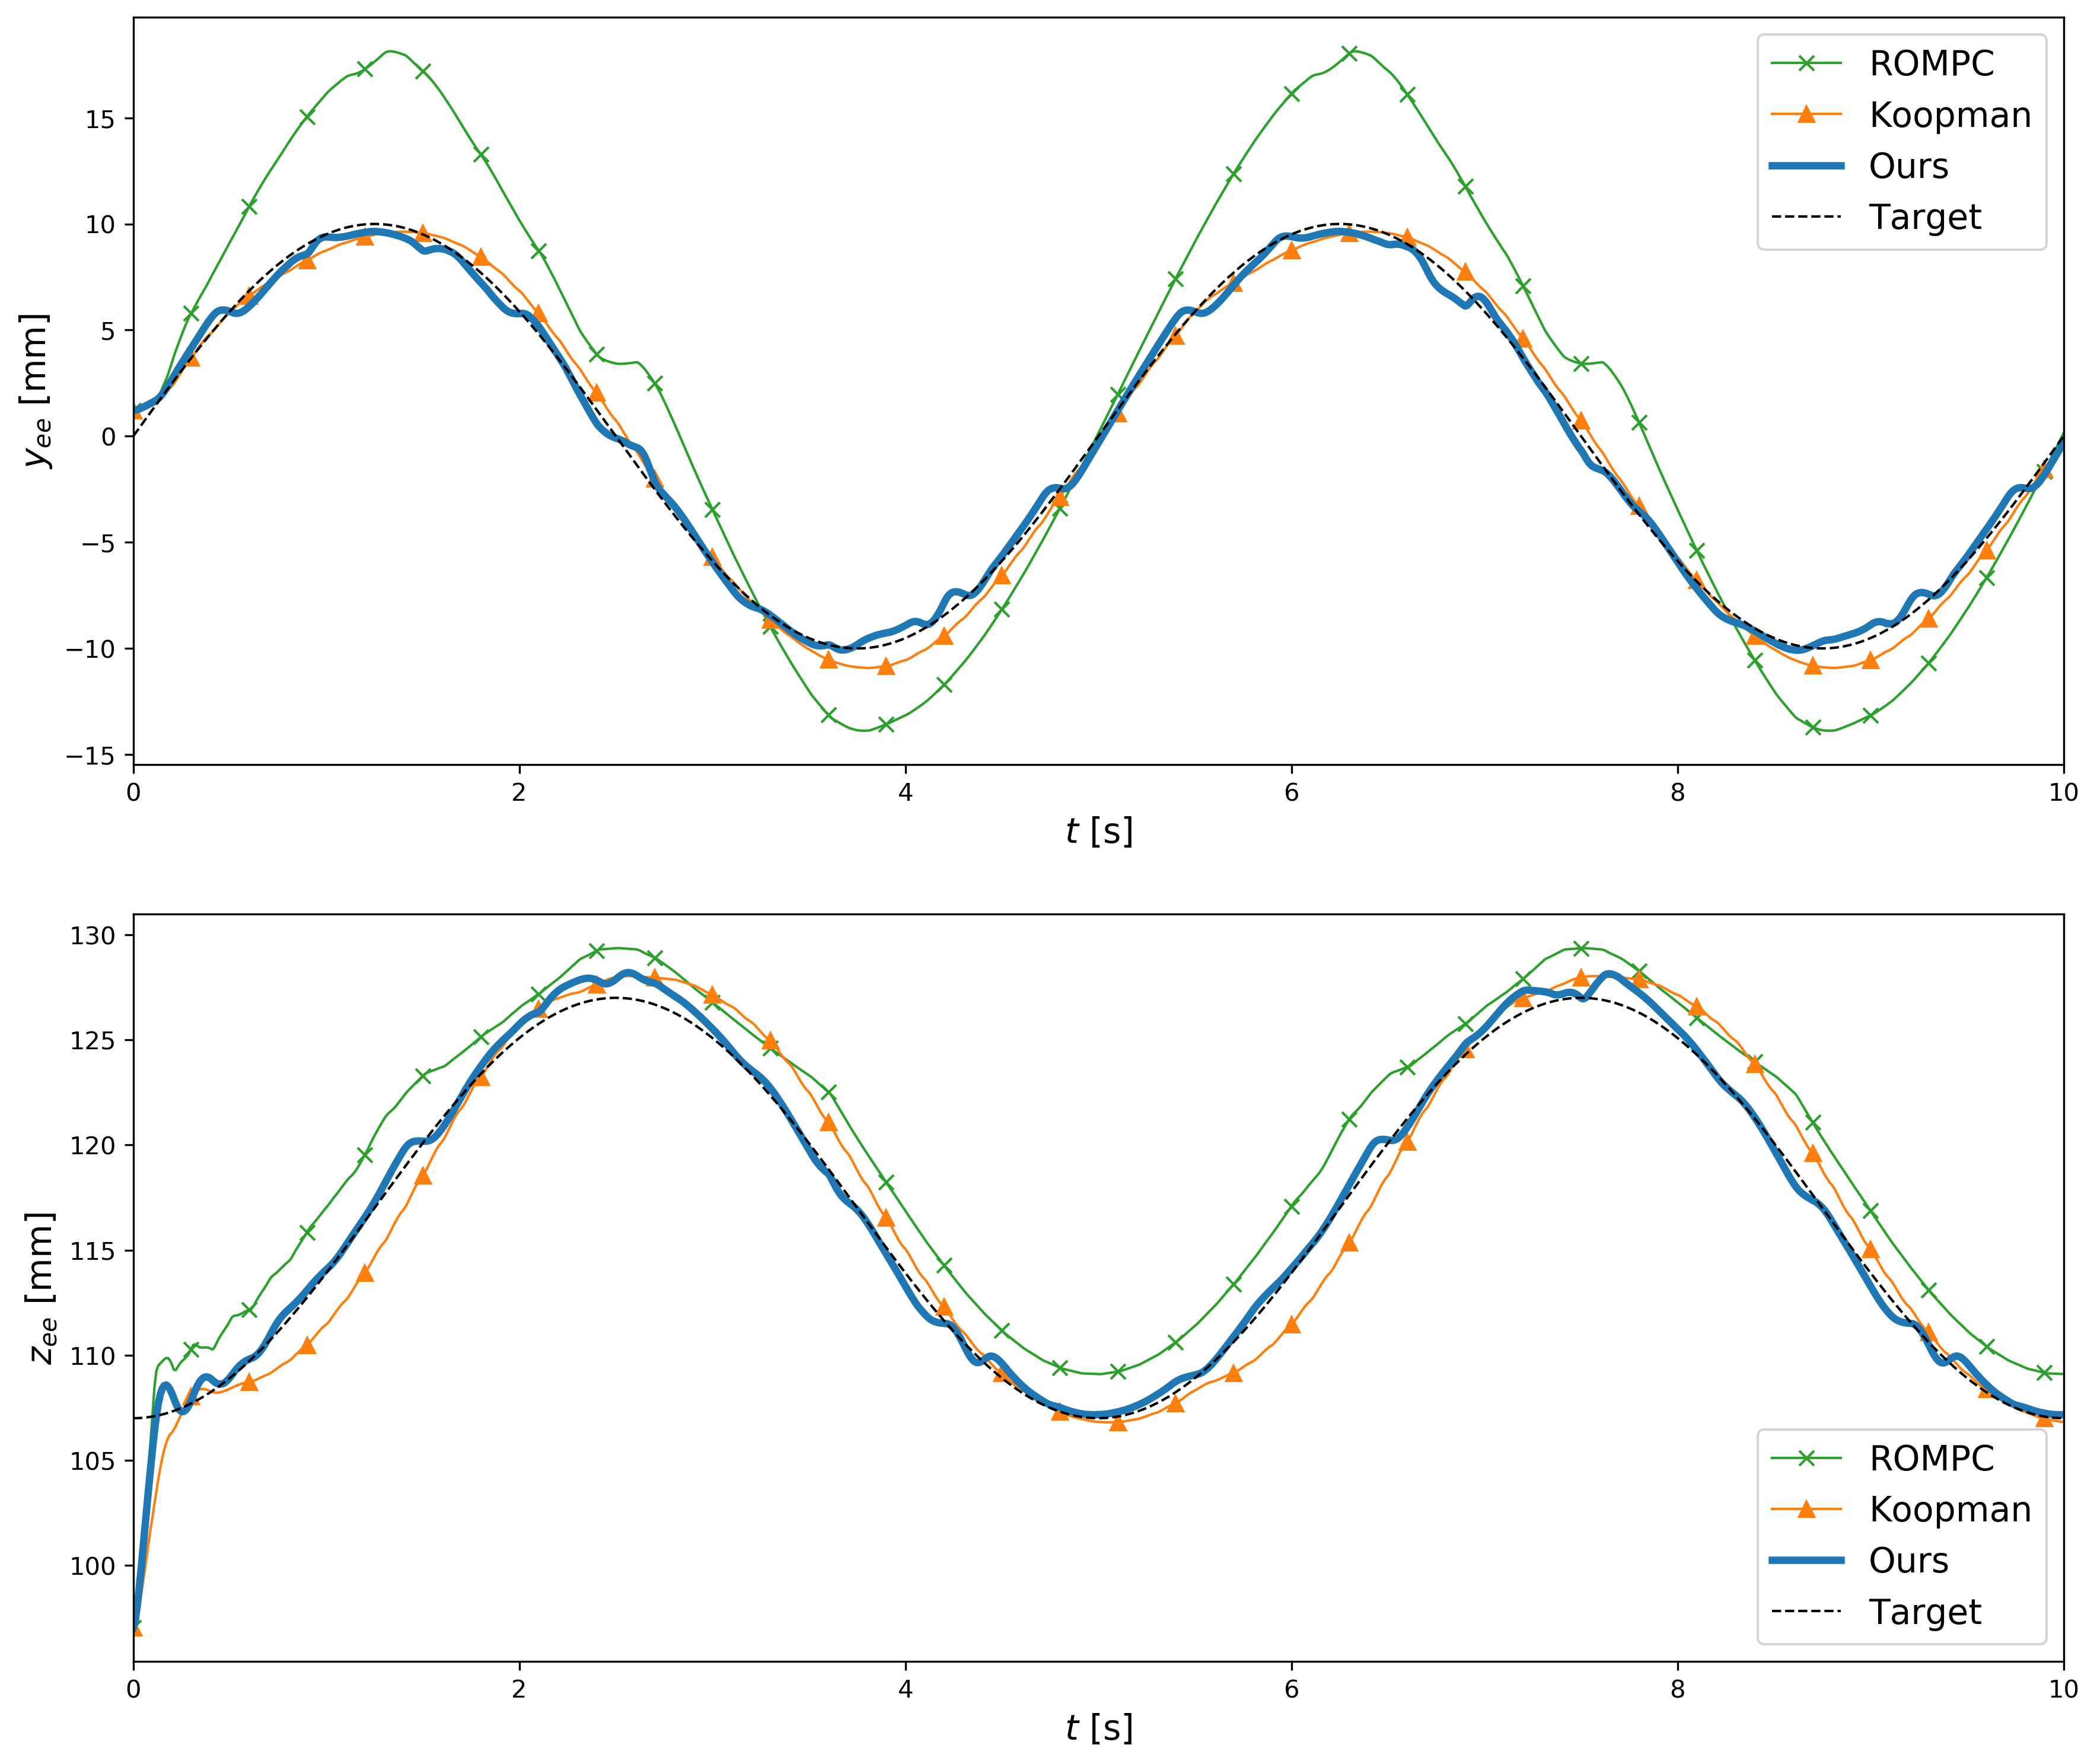 15
10
5
0
−5
−10
−15
y_ee [mm]
0 2 4 6 8 10
t [s]
ROMPC
Koopman
Ours
Target
130
125
120
115
110
105
100
z_ee [mm]
0 2 4 6 8 10
t [s]
ROMPC
Koopman
Ours
Target